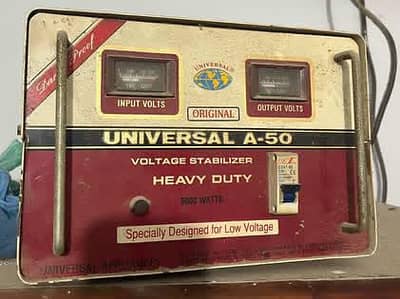 UNIVERSAL®
INPUT VOLTS
ORIGINAL
OUTPUT VOLTS
UNIVERSAL A-50
VOLTAGE STABILIZER
HEAVY DUTY
5000 WATTS
Specially Designed for Low Voltage
UNIVERSAL